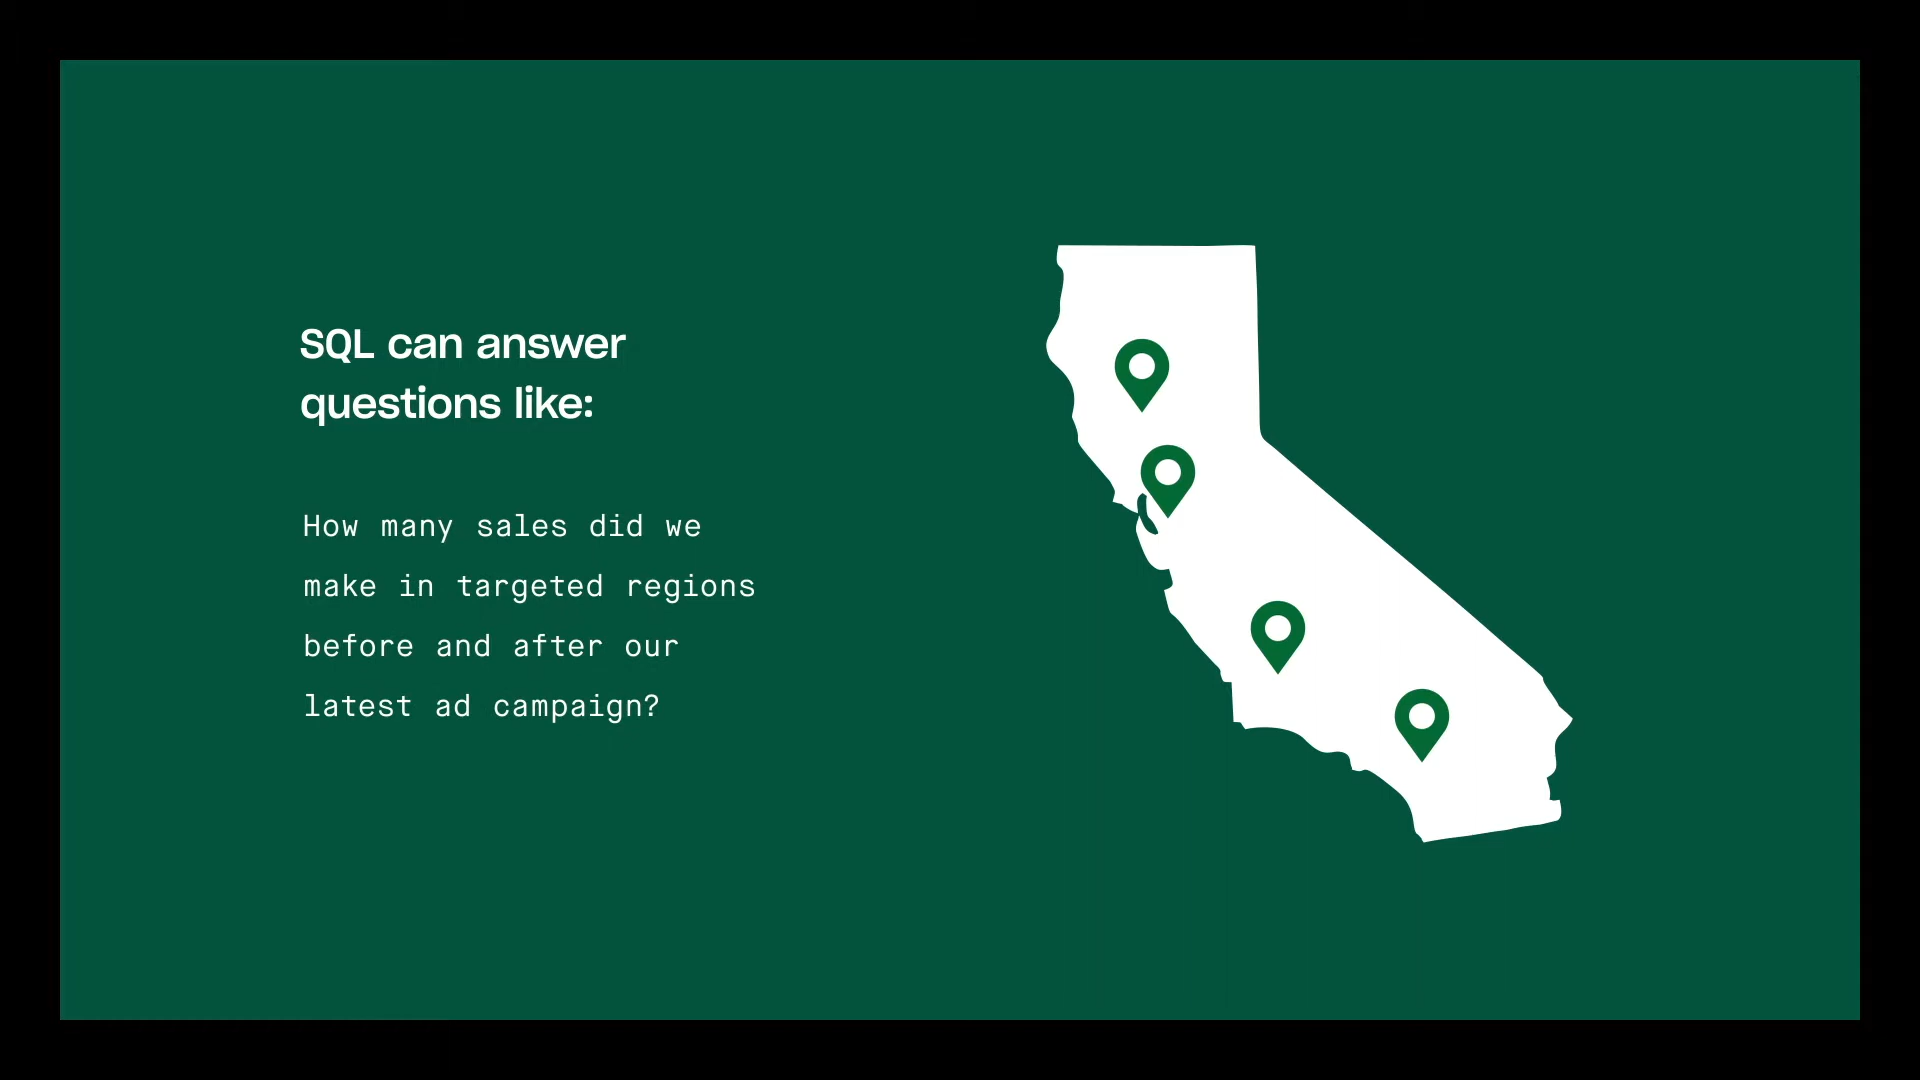 SQL can answer
questions like:
How many sales did we
make in targeted regions
before and after our
latest ad campaign?